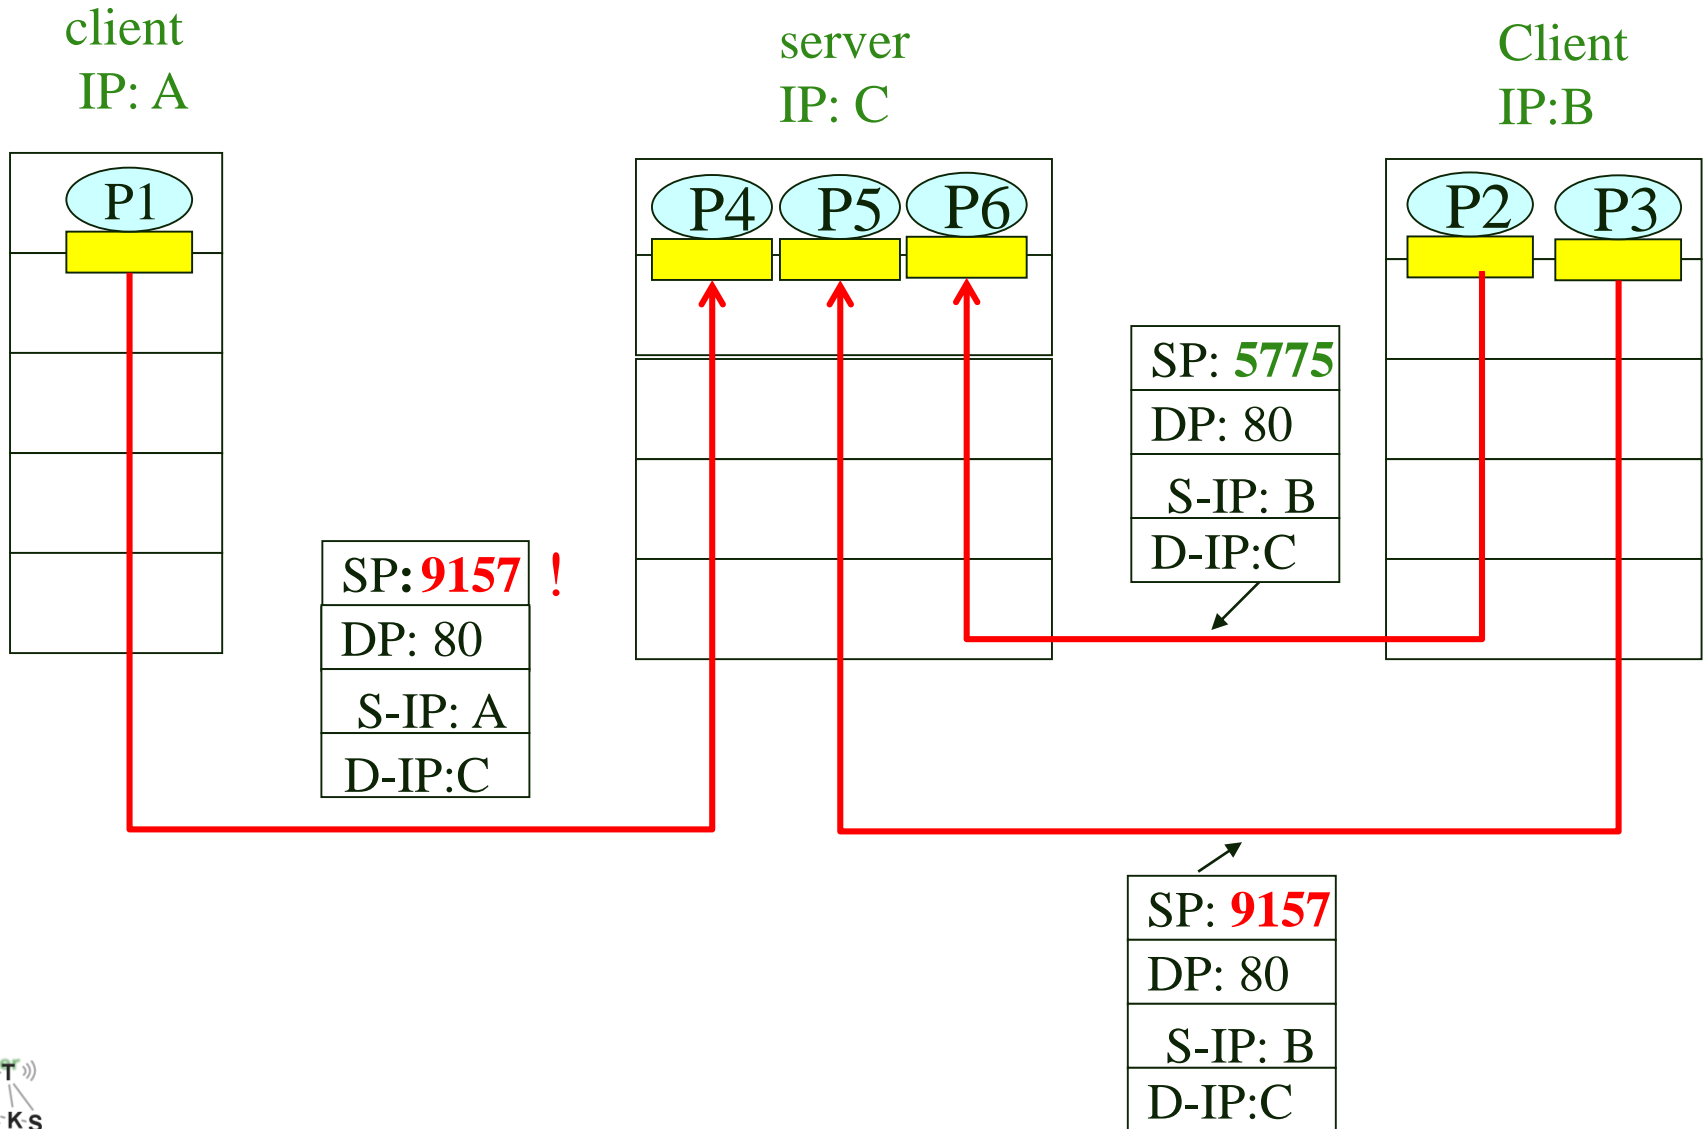 client
IP: A
server
IP: C
Client
IP:B
P1
P4
P5
P6
P2
P3
SP: 5775
DP: 80
S-IP: B
D-IP:C
SP: 9157 !
DP: 80
S-IP: A
D-IP:C
SP: 9157
DP: 80
S-IP: B
D-IP:C
T
K-S